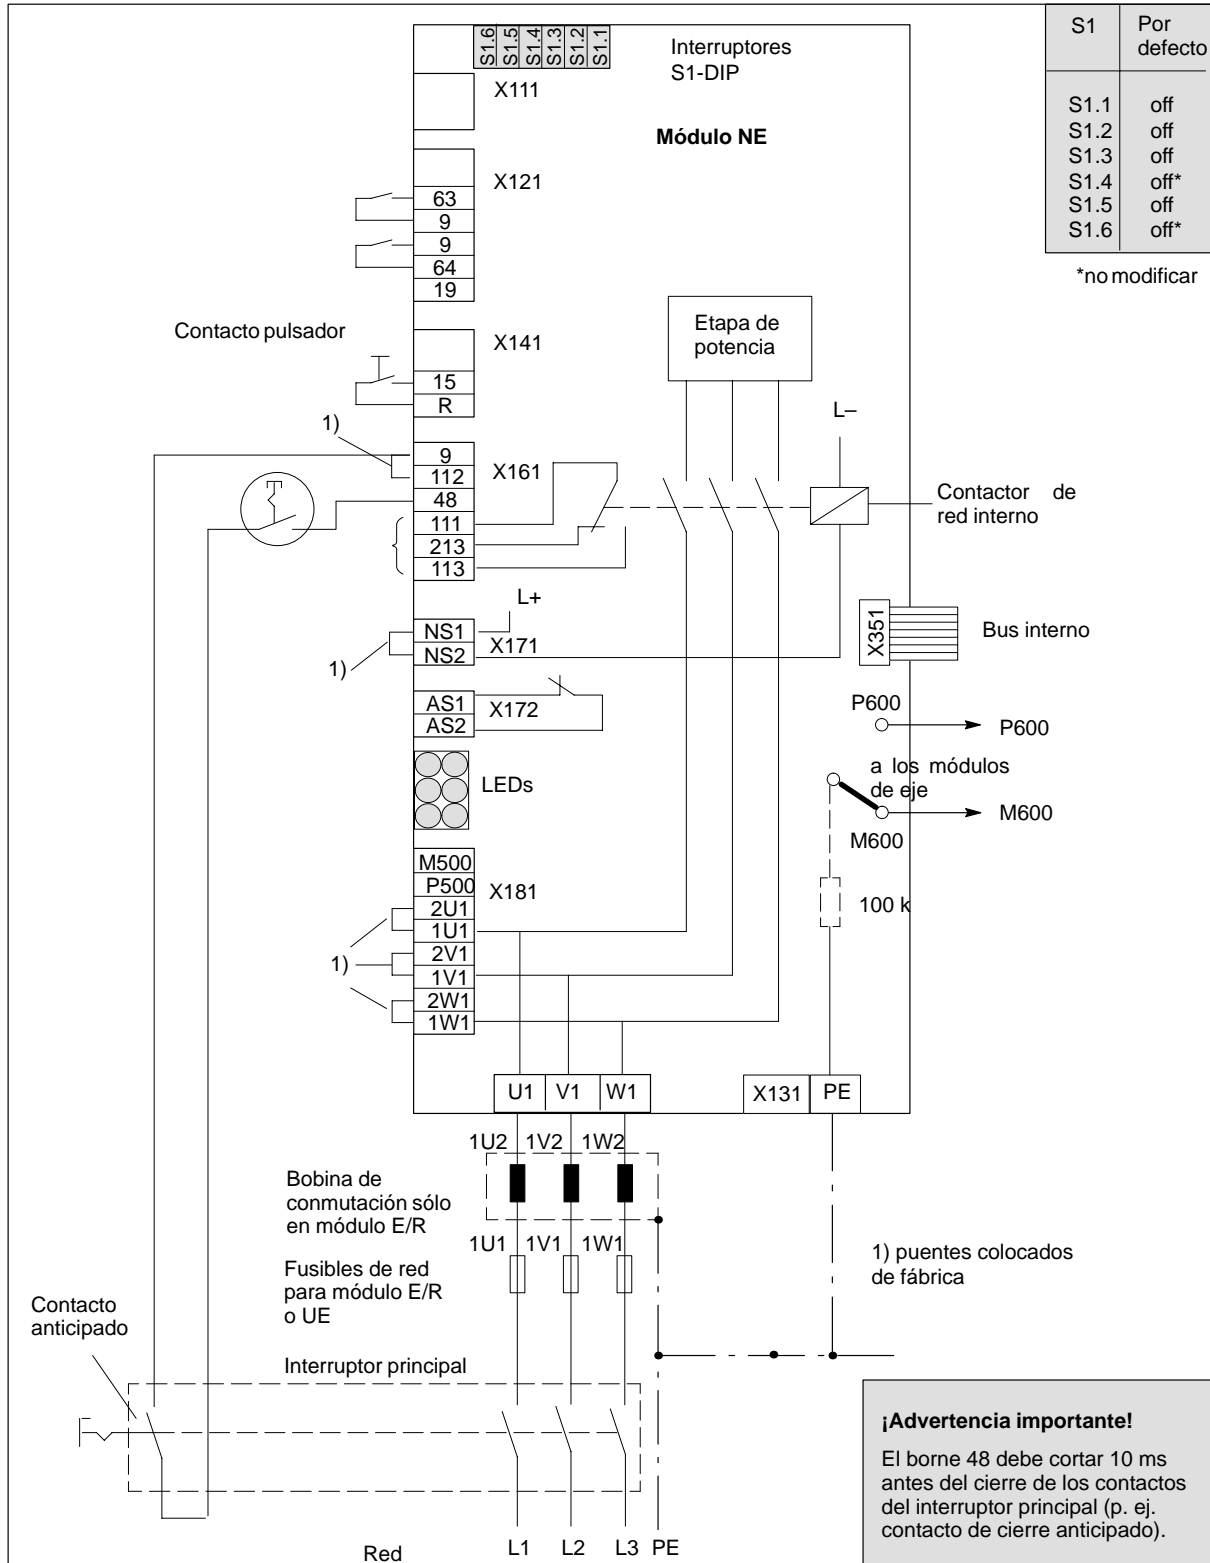 S1.6
S1.5
S1.4
S1.3
S1.2
S1.1
Interruptores
S1-DIP
S1
Por
defecto
S1.1 off
S1.2 off
S1.3 off
S1.4 off*
S1.5 off
S1.6 off*
*no modificar
X111
Módulo NE
X121
63
9
9
64
19
Contacto pulsador
X141
15
R
Etapa de
potencia
L–
1)
9
112
48
111
213
113
X161
Contactor de
red interno
L+
NS1
NS2
X171
1)
X351
Bus interno
AS1
AS2
X172
P600
P600
LEDs
a los módulos
de eje
M600
M600
M500
P500
2U1
1U1
2V1
1V1
2W1
1W1
X181
1)
100 k
U1
V1
W1
X131
PE
1U2
1V2
1W2
Bobina de
conmutación sólo
en módulo E/R
1U1
1V1
1W1
Fusibles de red
para módulo E/R
o UE
1) puentes colocados
de fábrica
Contacto
anticipado
Interruptor principal
¡Advertencia importante!
El borne 48 debe cortar 10 ms
antes del cierre de los contactos
del interruptor principal (p. ej.
contacto de cierre anticipado).
Red
L1
L2
L3
PE